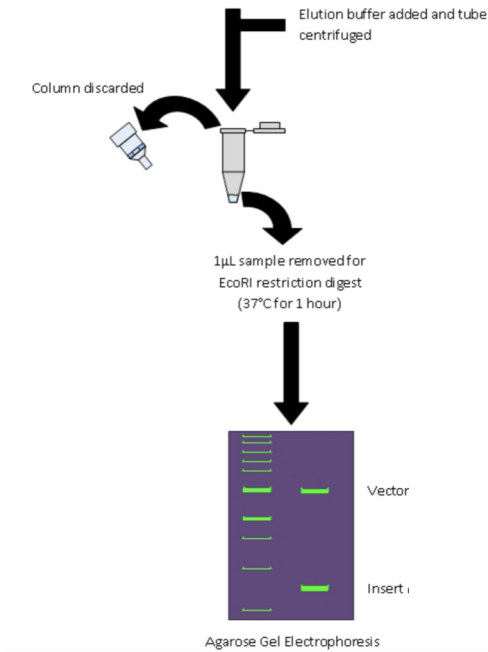 Elution buffer added and tube
centrifuged
Column discarded
1µL sample removed for
EcoRI restriction digest
(37°C for 1 hour)
Vector
Insert
Agarose Gel Electrophoresis